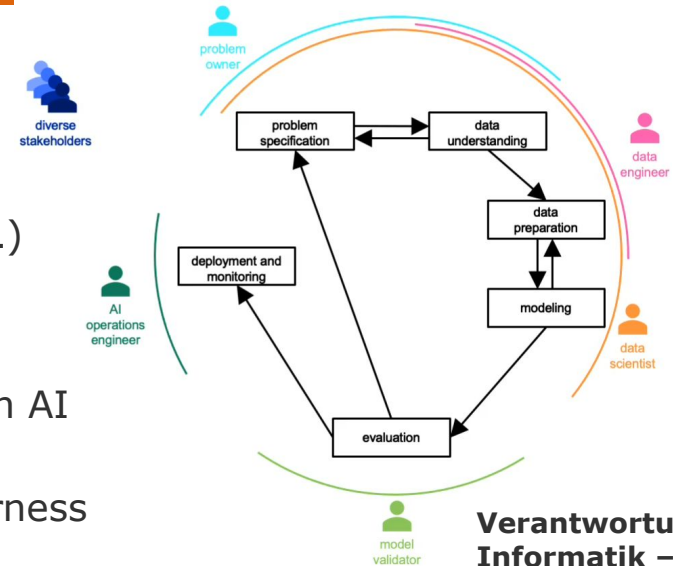 problem
owner
diverse
stakeholders
problem
specification
data
understanding
data
engineer
.)
data
preparation
deployment and
monitoring
AI
operations
engineer
modeling
data
scientist
n AI
evaluation
rness
model
validator
Verantwortu
Informatik –